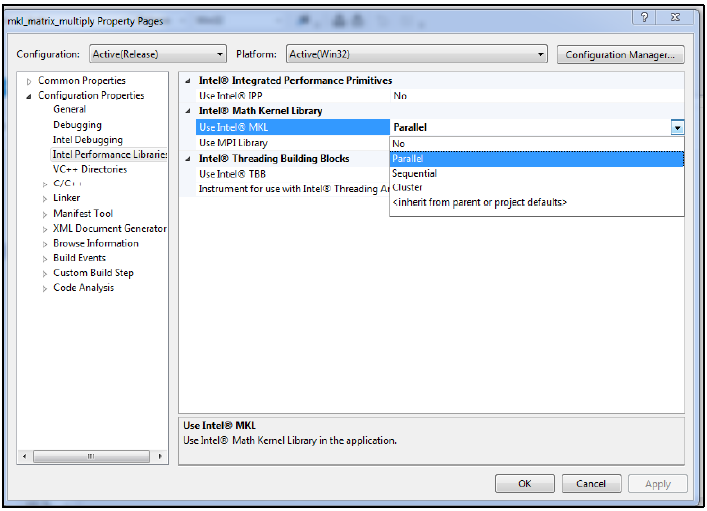 mkl_matrix_multiply Property Pages
Configuration: Active(Release) Platform: Active(Win32) Configuration Manager...
Common Properties
Configuration Properties
General
Debugging
Intel Debugging
Intel Performance Libraries
VC++ Directories
C/C++
Linker
Manifest Tool
XML Document Generator
Browse Information
Build Events
Custom Build Step
Code Analysis
Intel® Integrated Performance Primitives
Use Intel® IPP No
Intel® Math Kernel Library
Use Intel® MKL Parallel
Use MPI Library No
Parallel
Intel® Threading Building Blocks
Use Intel® TBB Sequential
Instrument for use with Intel® Threading An Cluster
<inherit from parent or project defaults>
Use Intel® MKL
Use Intel® Math Kernel Library in the application.
OK Cancel Apply